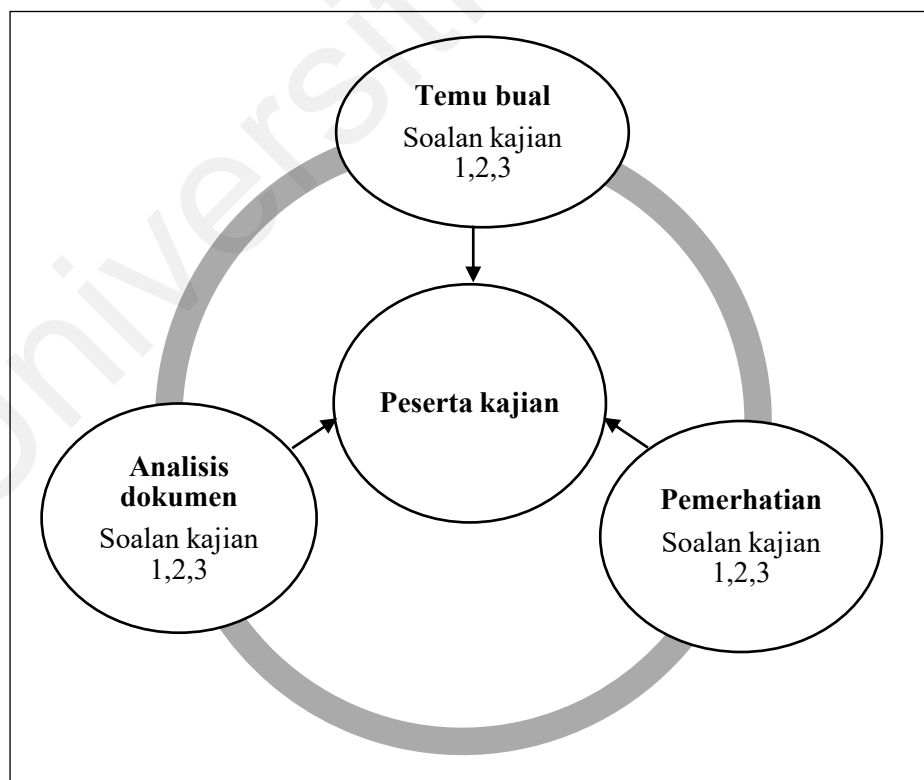 Temu bual
Soalan kajian
1,2,3
Peserta kajian
Analisis
dokumen
Soalan kajian
1,2,3
Pemerhatian
Soalan kajian
1,2,3